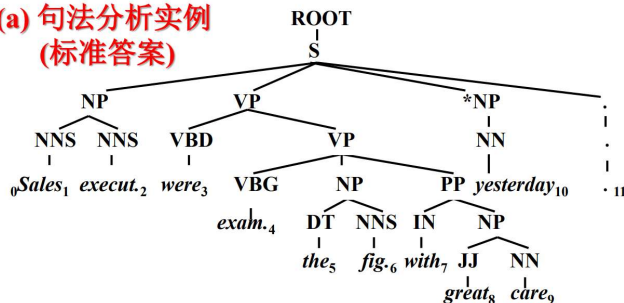 (a) 句法分析实例
(标准答案)
ROOT
S
NP VP *NP .
NNS NNS VBD VP NN .
0Sales1 execut.2 were3 VBG NP PP yesterday10 . 11
exam.4 DT NNS IN NP
the5 fig.6 with7 JJ NN
great8 care9